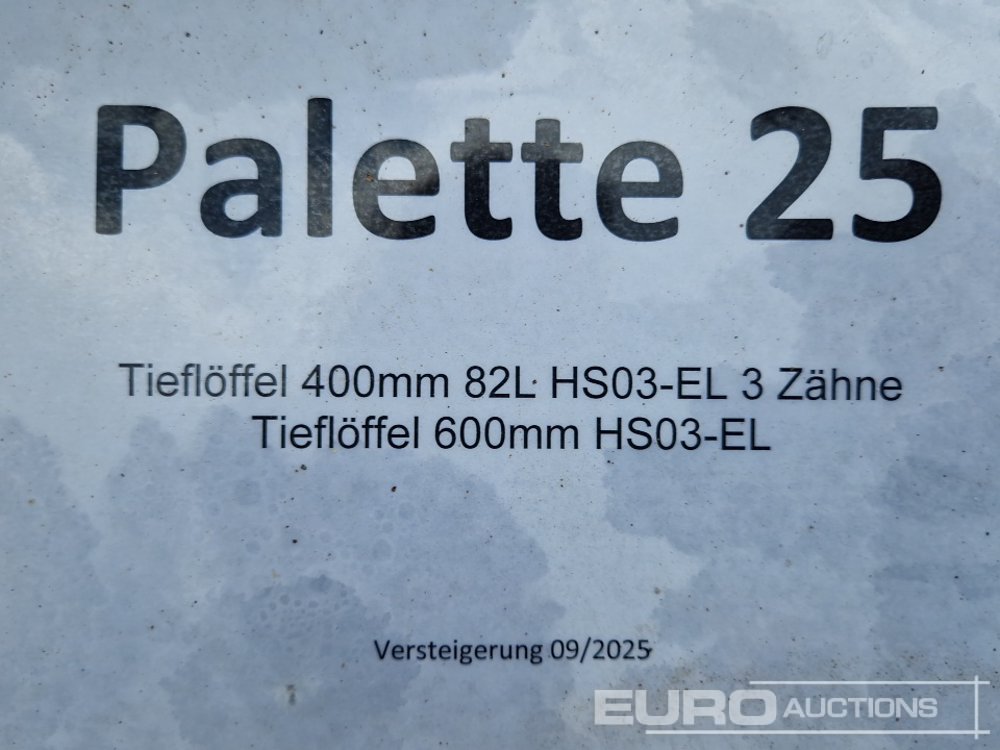 Palette 25
Tieflöffel 400mm 82L HS03-EL 3 Zähne
Tieflöffel 600mm HS03-EL
Versteigerung 09/2025
EURO AUCTIONS